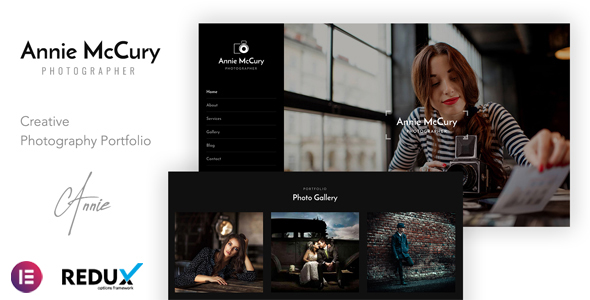 Annie McCury
PHOTOGRAPHER
Creative
Photography Portfolio
Annie
REDUX
options framework
Annie McCury
PHOTOGRAPHER
Home
About
Services
Gallery
Blog
Contact
Annie McCury
PHOTOGRAPHER
PORTFOLIO
Photo Gallery